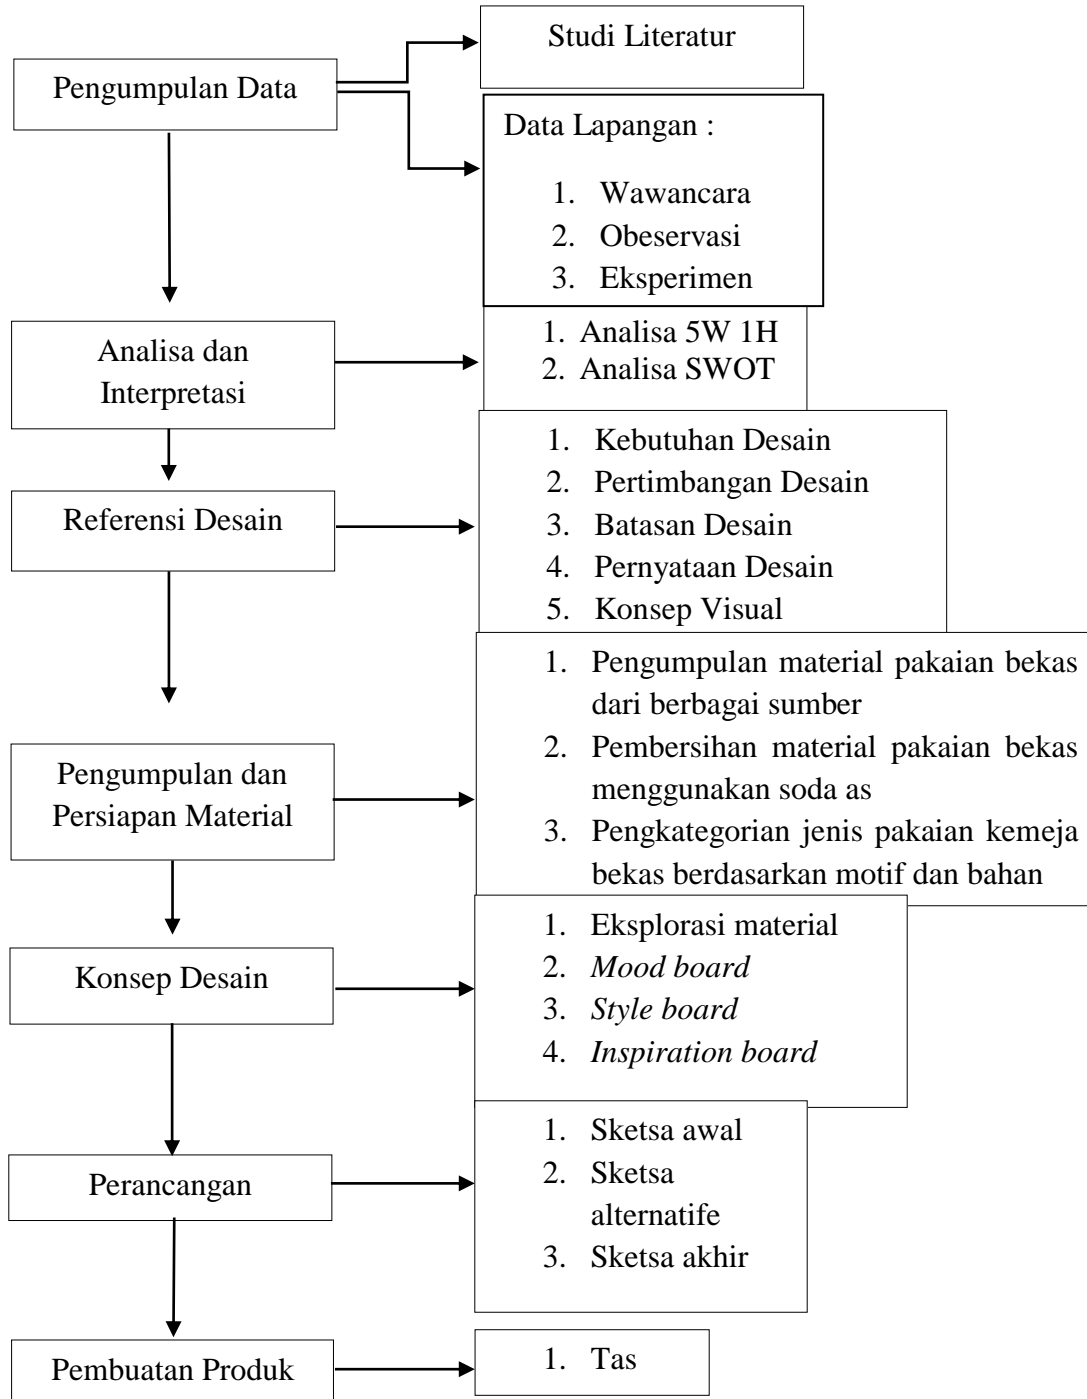 Studi Literatur
Pengumpulan Data
Data Lapangan :
1. Wawancara
2. Obeservasi
3. Eksperimen
Analisa dan
Interpretasi
1. Analisa 5W 1H
2. Analisa SWOT
Referensi Desain
1. Kebutuhan Desain
2. Pertimbangan Desain
3. Batasan Desain
4. Pernyataan Desain
5. Konsep Visual
Pengumpulan dan
Persiapan Material
1. Pengumpulan material pakaian bekas
dari berbagai sumber
2. Pembersihan material pakaian bekas
menggunakan soda as
3. Pengkategorian jenis pakaian kemeja
bekas berdasarkan motif dan bahan
Konsep Desain
1. Eksplorasi material
2. Mood board
3. Style board
4. Inspiration board
Perancangan
1. Sketsa awal
2. Sketsa
alternatife
3. Sketsa akhir
Pembuatan Produk
1. Tas